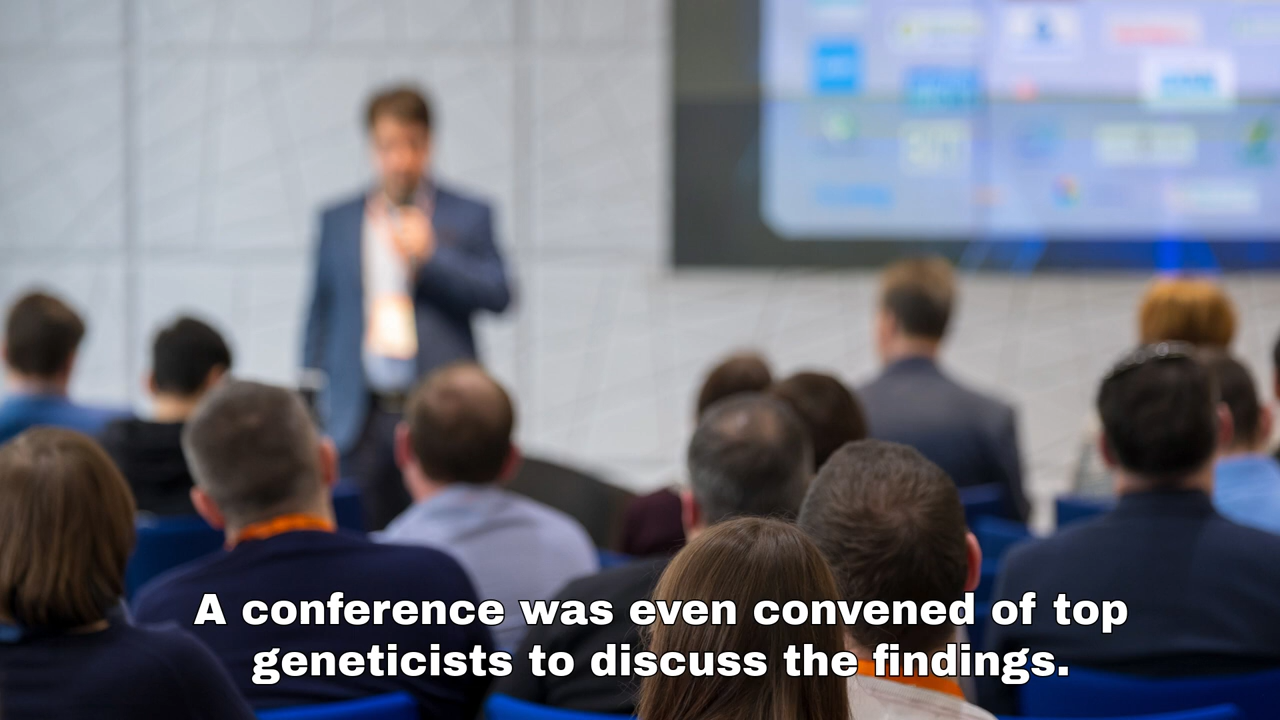 A conference was even convened of top
geneticists to discuss the findings.